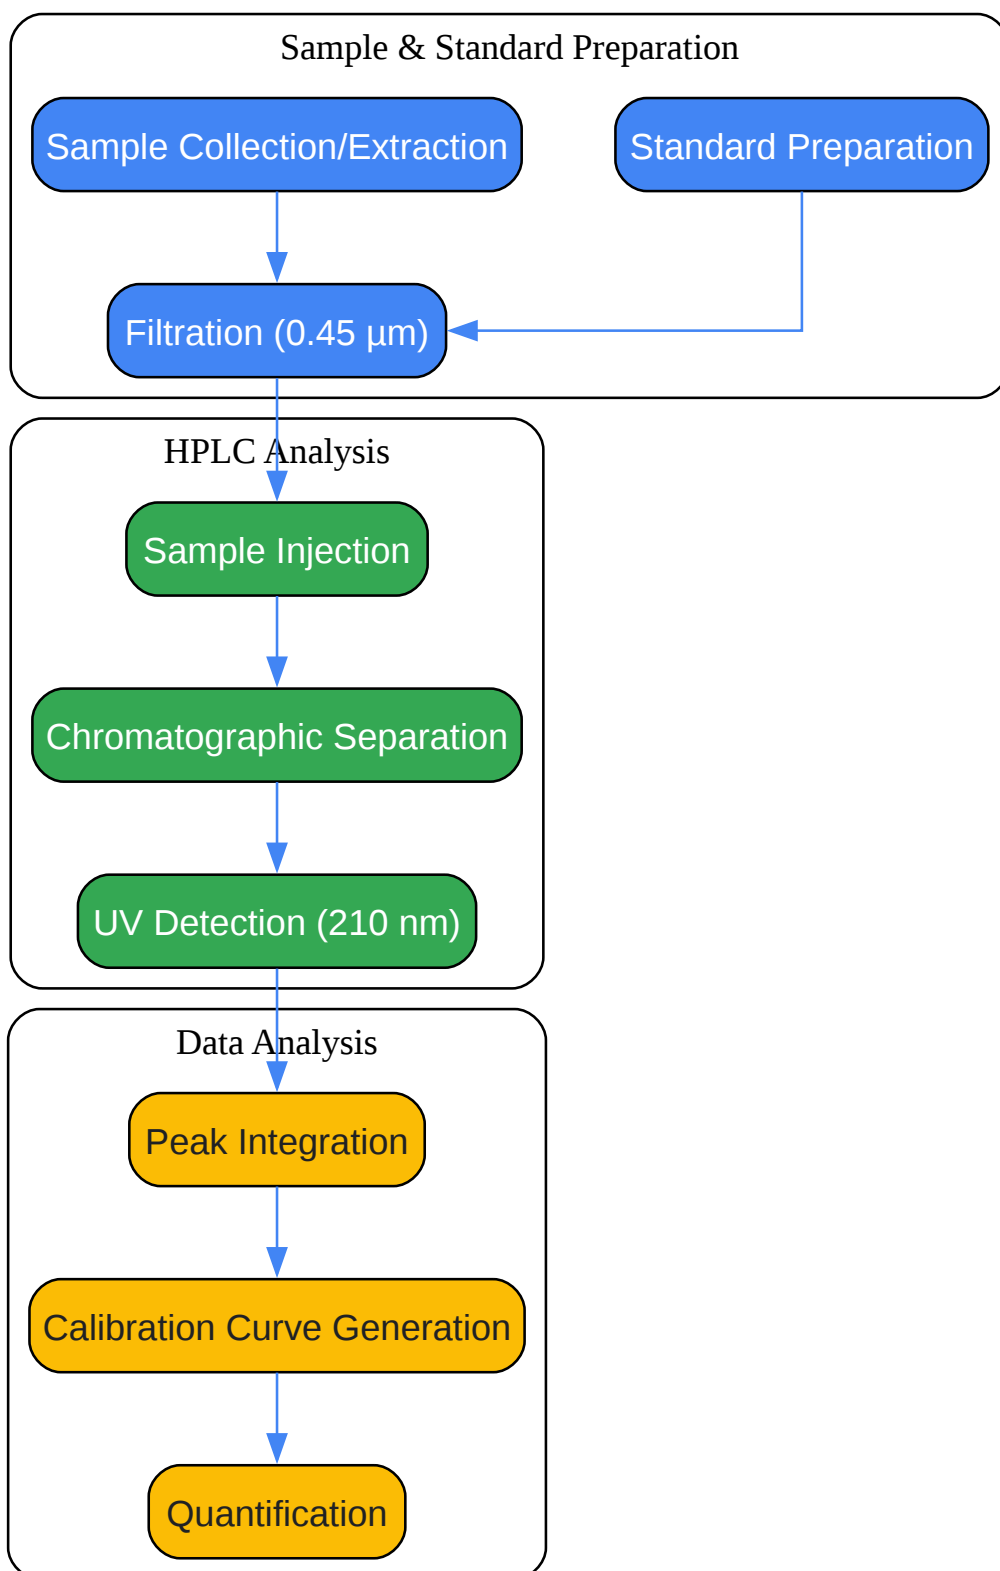 Sample & Standard Preparation
Sample Collection/Extraction
Standard Preparation
Filtration (0.45 µm)
HPLC Analysis
Sample Injection
Chromatographic Separation
UV Detection (210 nm)
Data Analysis
Peak Integration
Calibration Curve Generation
Quantification